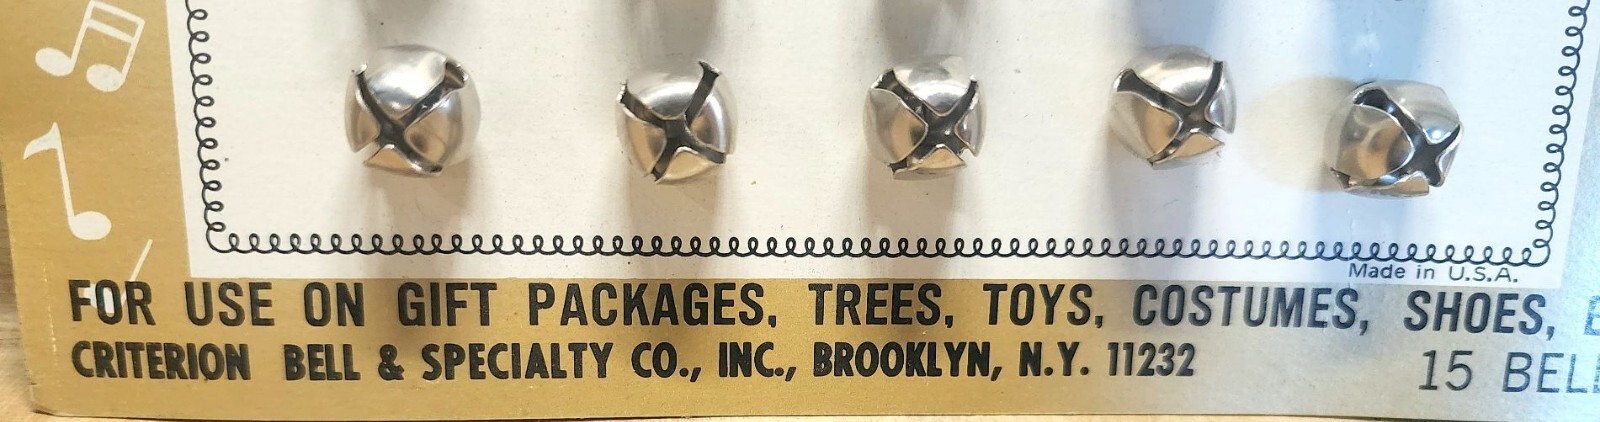 Made in U.S.A.
FOR USE ON GIFT PACKAGES, TREES, TOYS, COSTUMES, SHOES,
CRITERION BELL & SPECIALTY CO., INC., BROOKLYN, N.Y. 11232
15 BELL